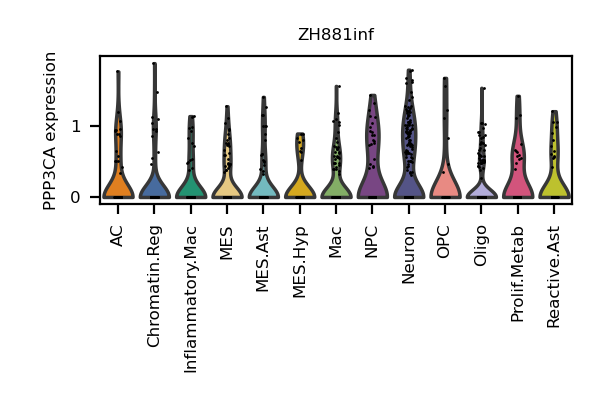 ZH881inf
PPP3CA expression
1
0
AC
Chromatin.Reg
Inflammatory.Mac
MES
MES.Ast
MES.Hyp
Mac
NPC
Neuron
OPC
Oligo
Prolif.Metab
Reactive.Ast